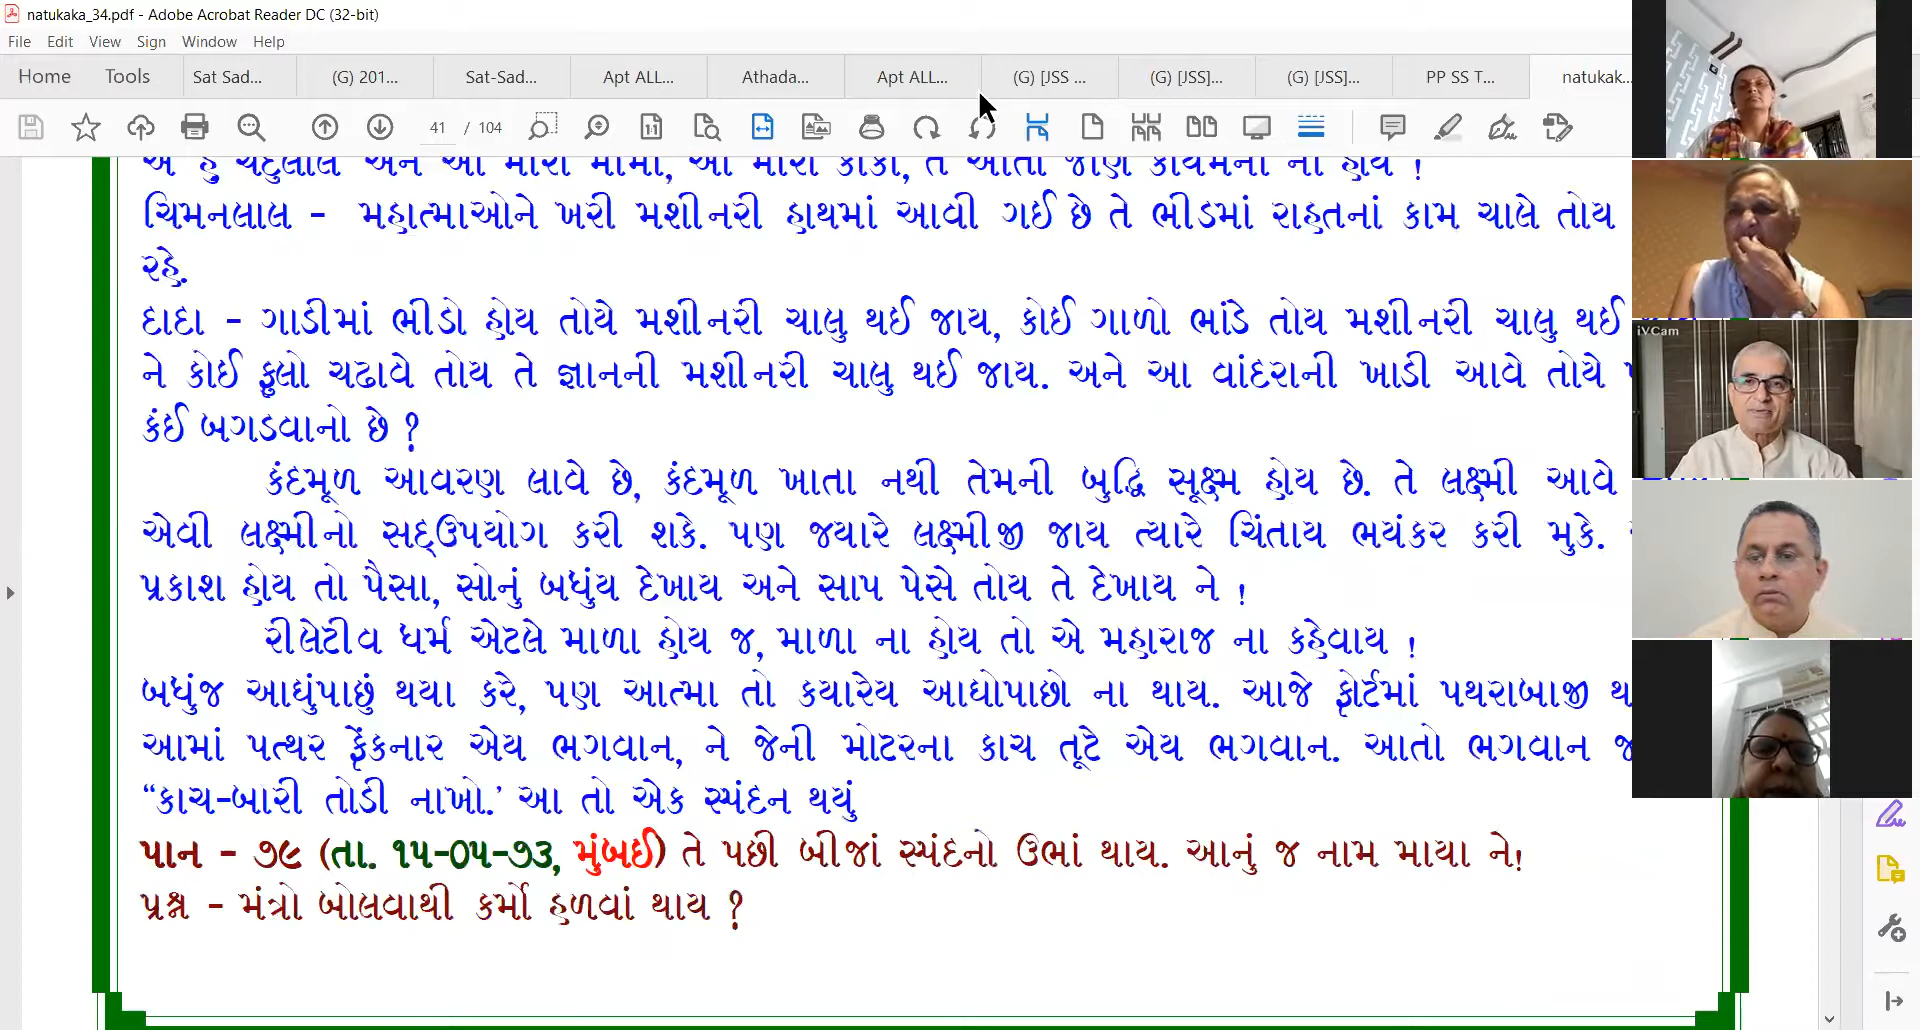 natukaka_34.pdf - Adobe Acrobat Reader DC (32-bit)
File Edit View Sign Window Help
Home Tools Sat Sad... (G) 201... Sat-Sad... Apt ALL... Athada... Apt ALL... (G) [JSS ... (G) [JSS]... (G) [JSS]... PP SS T... natukak...
41 / 104
એ હું ચંદુલાલ અને આ મારા મામા, આ મારા કાકા, તે આતો જાણે કાયમના ના હોય !
ચિમનલાલ - મહાત્માઓને ખરી મશીનરી હાથમાં આવી ગઈ છે તે ભીડમાં રાહતનાં કામ ચાલે તોય
રહે.
દાદા - ગાડીમાં ભીડો હોય તોયે મશીનરી ચાલુ થઈ જાય, કોઈ ગાળો ભાંડે તોય મશીનરી ચાલુ થઈ
ને કોઈ ફુલો ચઢાવે તોય તે જ્ઞાનની મશીનરી ચાલુ થઈ જાય. અને આ વાંદરાની ખાડી આવે તોયે
કંઈ બગડવાનો છે ?
કંદમૂળ આવરણ લાવે છે, કંદમૂળ ખાતા નથી તેમની બુદ્ધિ સૂક્ષ્મ હોય છે. તે લક્ષ્મી આવે
એવી લક્ષ્મીનો સદ્ઉપયોગ કરી શકે. પણ જ્યારે લક્ષ્મીજી જાય ત્યારે ચિંતાય ભયંકર કરી મુકે.
પ્રકાશ હોય તો પૈસા, સોનું બધુંય દેખાય અને સાપ પેસે તોય તે દેખાય ને !
રીલેટીવ ધર્મ એટલે માળા હોય જ, માળા ના હોય તો એ મહારાજ ના કહેવાય !
બધુંજ આઘુંપાછું થયા કરે, પણ આત્મા તો કયારેય આઘોપાછો ના થાય. આજે ફોર્ટમાં પથરાબાજી થ
આમાં પત્થર ફેંકનાર એય ભગવાન, ને જેની મોટરના કાચ તૂટે એય ભગવાન. આતો ભગવાન જ
“કાચ-બારી તોડી નાખો.’ આ તો એક સ્પંદન થયું
પાન - ૭૯ (તા. ૧૫-૦૫-૭૩, મુંબઈ) તે પછી બીજાં સ્પંદનો ઉભાં થાય. આનું જ નામ માયા ને!
પ્રશ્ન - મંત્રો બોલવાથી કર્મો હળવાં થાય ?
iVCam